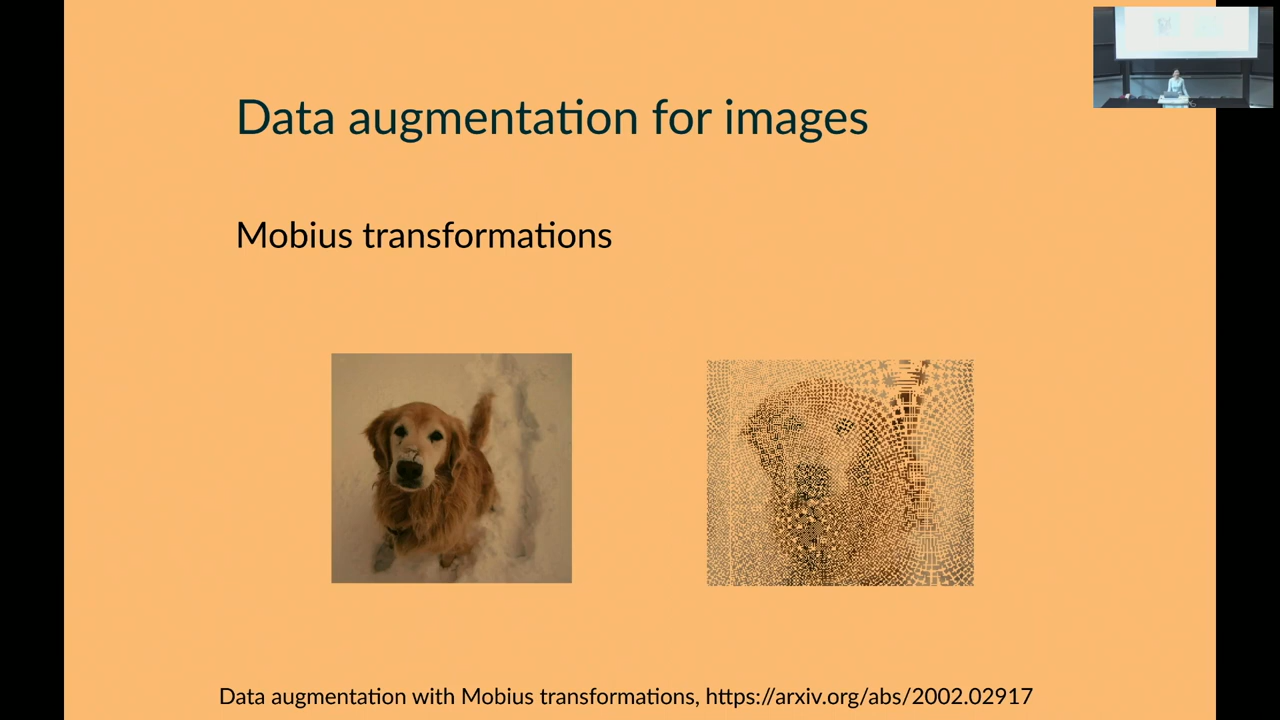 Data augmentation for images
Mobius transformations
Data augmentation with Mobius transformations, https://arxiv.org/abs/2002.02917